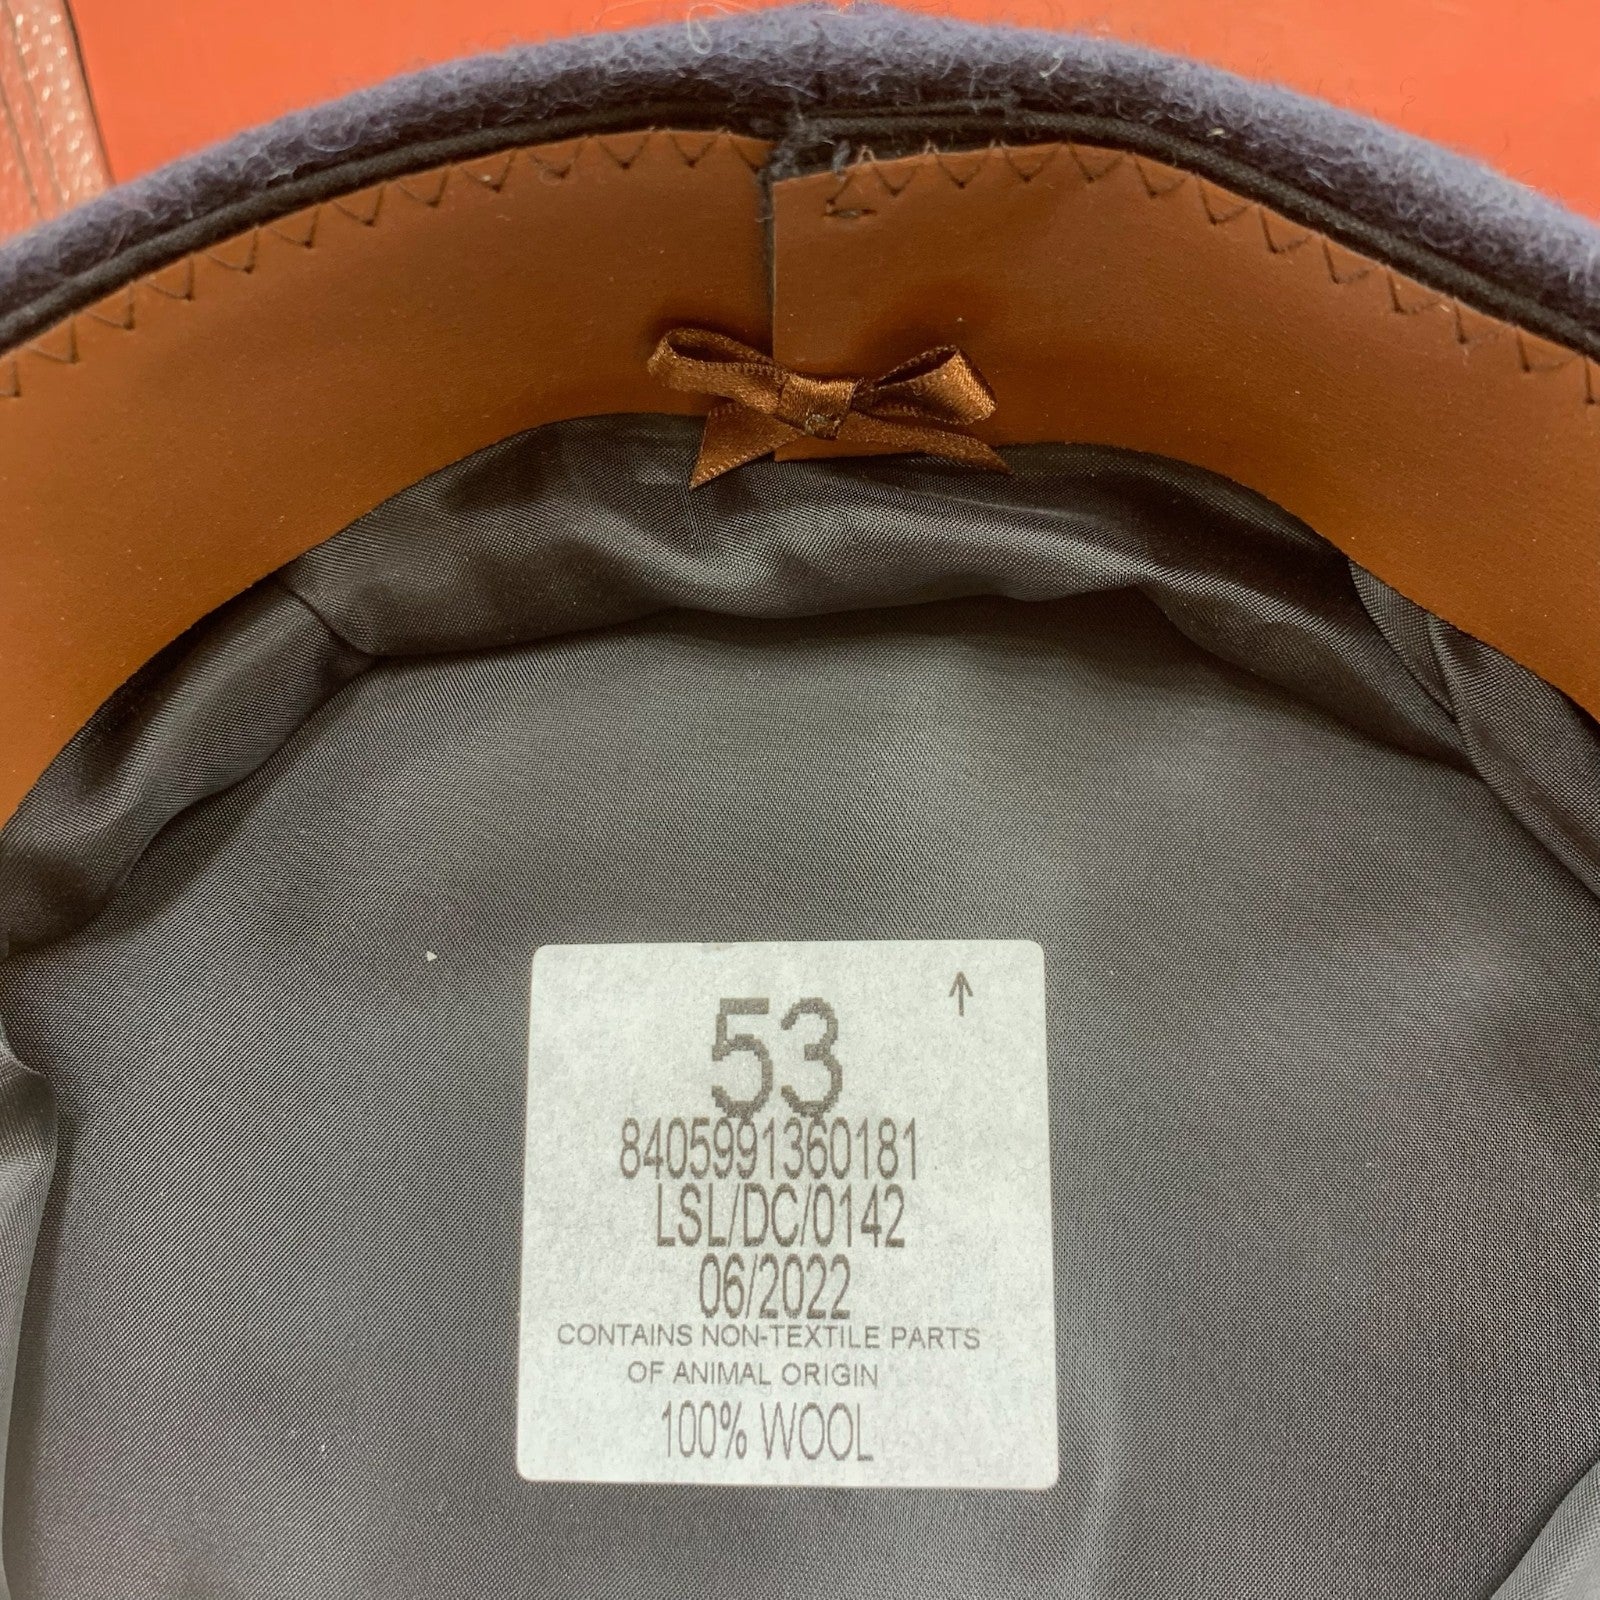 53
8405991360181
LSL/DC/0142
06/2022
CONTAINS NON-TEXTILE PARTS
OF ANIMAL ORIGIN
100% WOOL